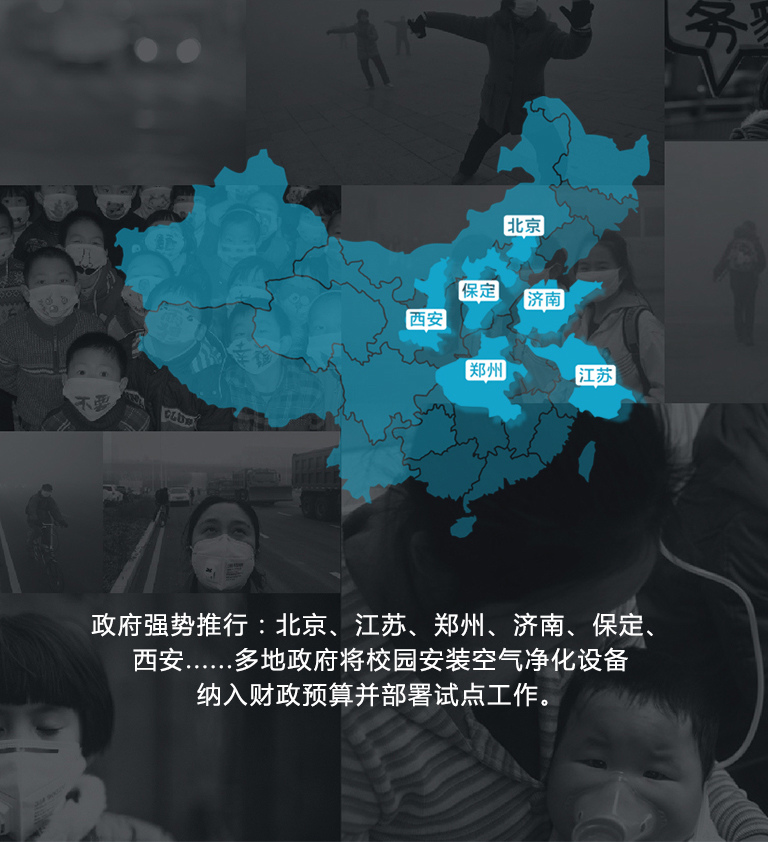 务
北京
保定
济南
西安
郑州
江苏
不要
政府强势推行：北京、江苏、郑州、济南、保定、
西安……多地政府将校园安装空气净化设备
纳入财政预算并部署试点工作。